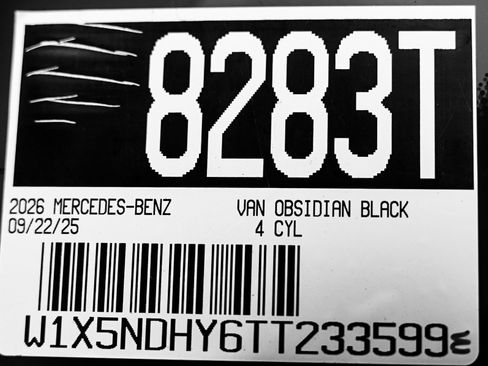 8283T
2026 MERCEDES-BENZ VAN OBSIDIAN BLACK
09/22/25 4 CYL
W1X5NDHY6TT233599